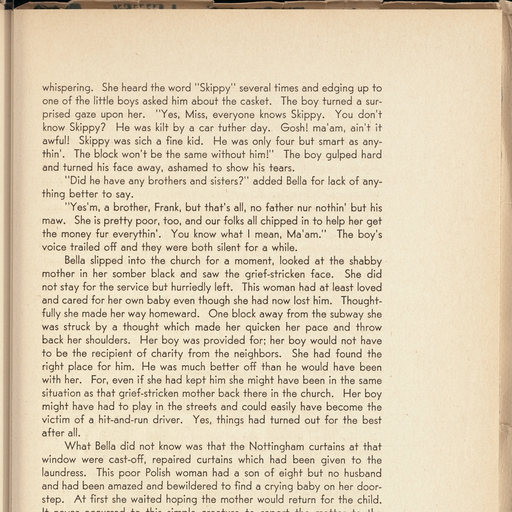 whispering. She heard the word "Skippy" several times and edging up to
one of the little boys asked him about the casket. The boy turned a sur-
prised gaze upon her. "Yes, Miss, everyone knows Skippy. You don't
know Skippy? He was kilt by a car tuther day. Gosh! ma'am, ain't it
awful! Skippy was sich a fine kid. He was only four but smart as any-
thin'. The block won't be the same without him!" The boy gulped hard
and turned his face away, ashamed to show his tears.
"Did he have any brothers and sisters?" added Bella for lack of any-
thing better to say.
"Yes'm, a brother, Frank, but that's all, no father nur nothin' but his
maw. She is pretty poor, too, and our folks all chipped in to help her get
the money fur everythin'. You know what I mean, Ma'am." The boy's
voice trailed off and they were both silent for a while.
Bella slipped into the church for a moment, looked at the shabby
mother in her somber black and saw the grief-stricken face. She did
not stay for the service but hurriedly left. This woman had at least loved
and cared for her own baby even though she had now lost him. Thought-
fully she made her way homeward. One block away from the subway she
was struck by a thought which made her quicken her pace and throw
back her shoulders. Her boy was provided for; her boy would not have
to be the recipient of charity from the neighbors. She had found the
right place for him. He was much better off than he would have been
with her. For, even if she had kept him she might have been in the same
situation as that grief-stricken mother back there in the church. Her boy
might have had to play in the streets and could easily have become the
victim of a hit-and-run driver. Yes, things had turned out for the best
after all.
What Bella did not know was that the Nottingham curtains at that
window were cast-off, repaired curtains which had been given to the
laundress. This poor Polish woman had a son of eight but no husband
and had been amazed and bewildered to find a crying baby on her door-
step. At first she waited hoping the mother would return for the child.